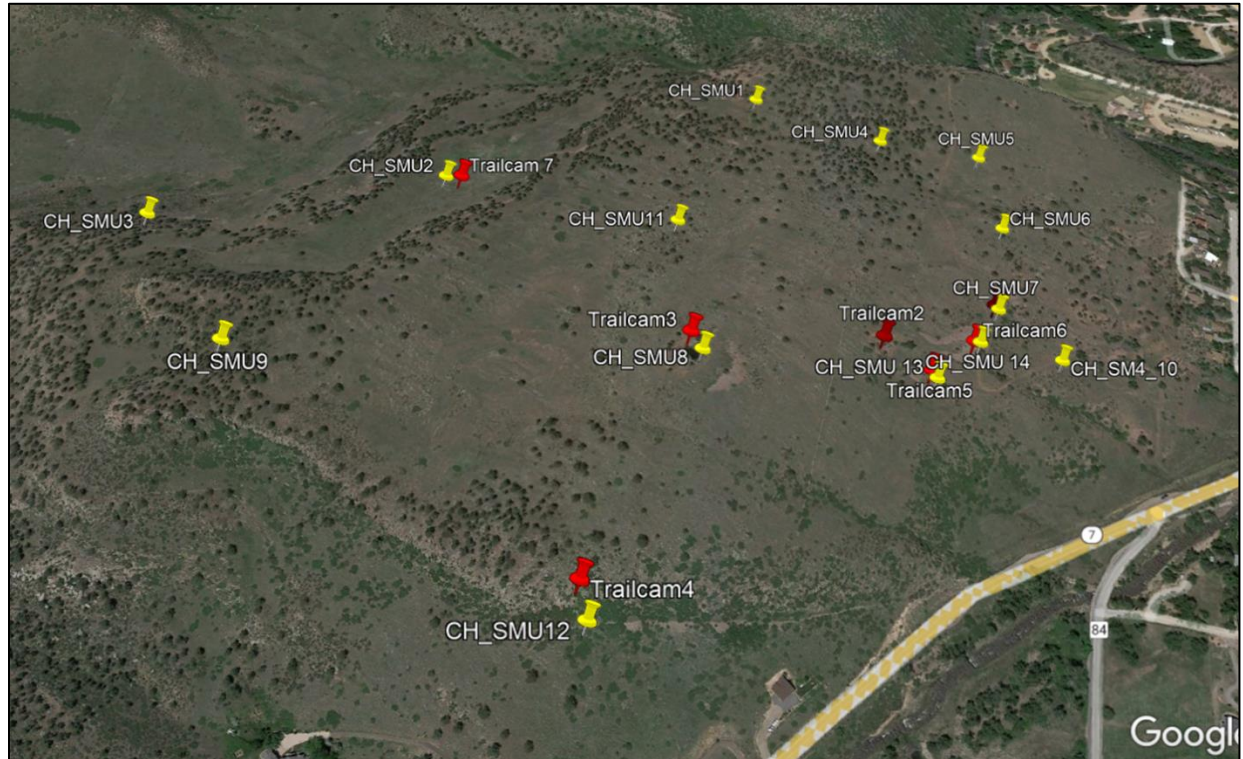 CH_SMU1
CH_SMU4
CH_SMU5
CH_SMU2
Trailcam 7
CH_SMU3
CH_SMU11
CH_SMU6
CH_SMU7
Trailcam3
Trailcam2
Trailcam6
CH_SMU8
CH_SMU9
CH_SMU 13
CH_SMU 14
CH_SM4_10
Trailcam5
7
Trailcam4
CH_SMU12
84
Google